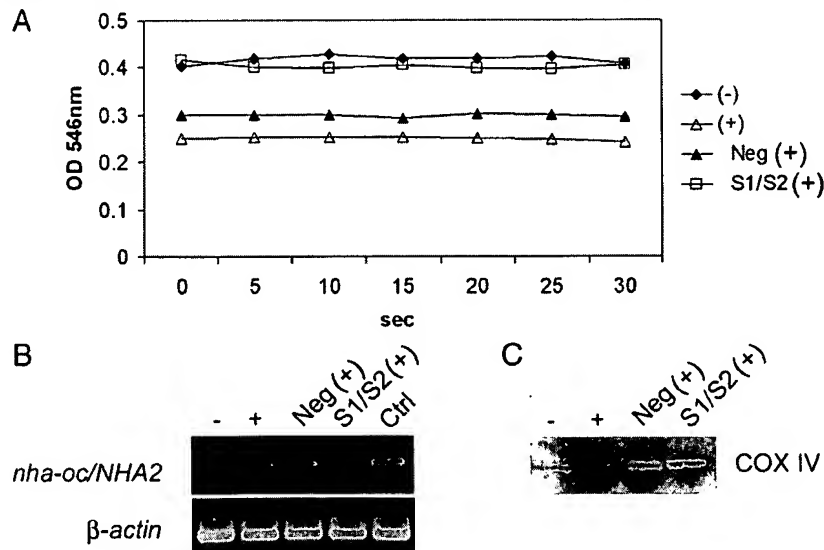 A
0.5
0.4
0.3
0.2
0.1
0
OD 546nm
0 5 10 15 20 25 30
sec
(-)
(+)
Neg (+)
S1/S2 (+)
B
- + Neg (+) S1/S2 (+) Ctrl
nha-oc/NHA2
β-actin
C
- + Neg (+) S1/S2 (+)
COX IV